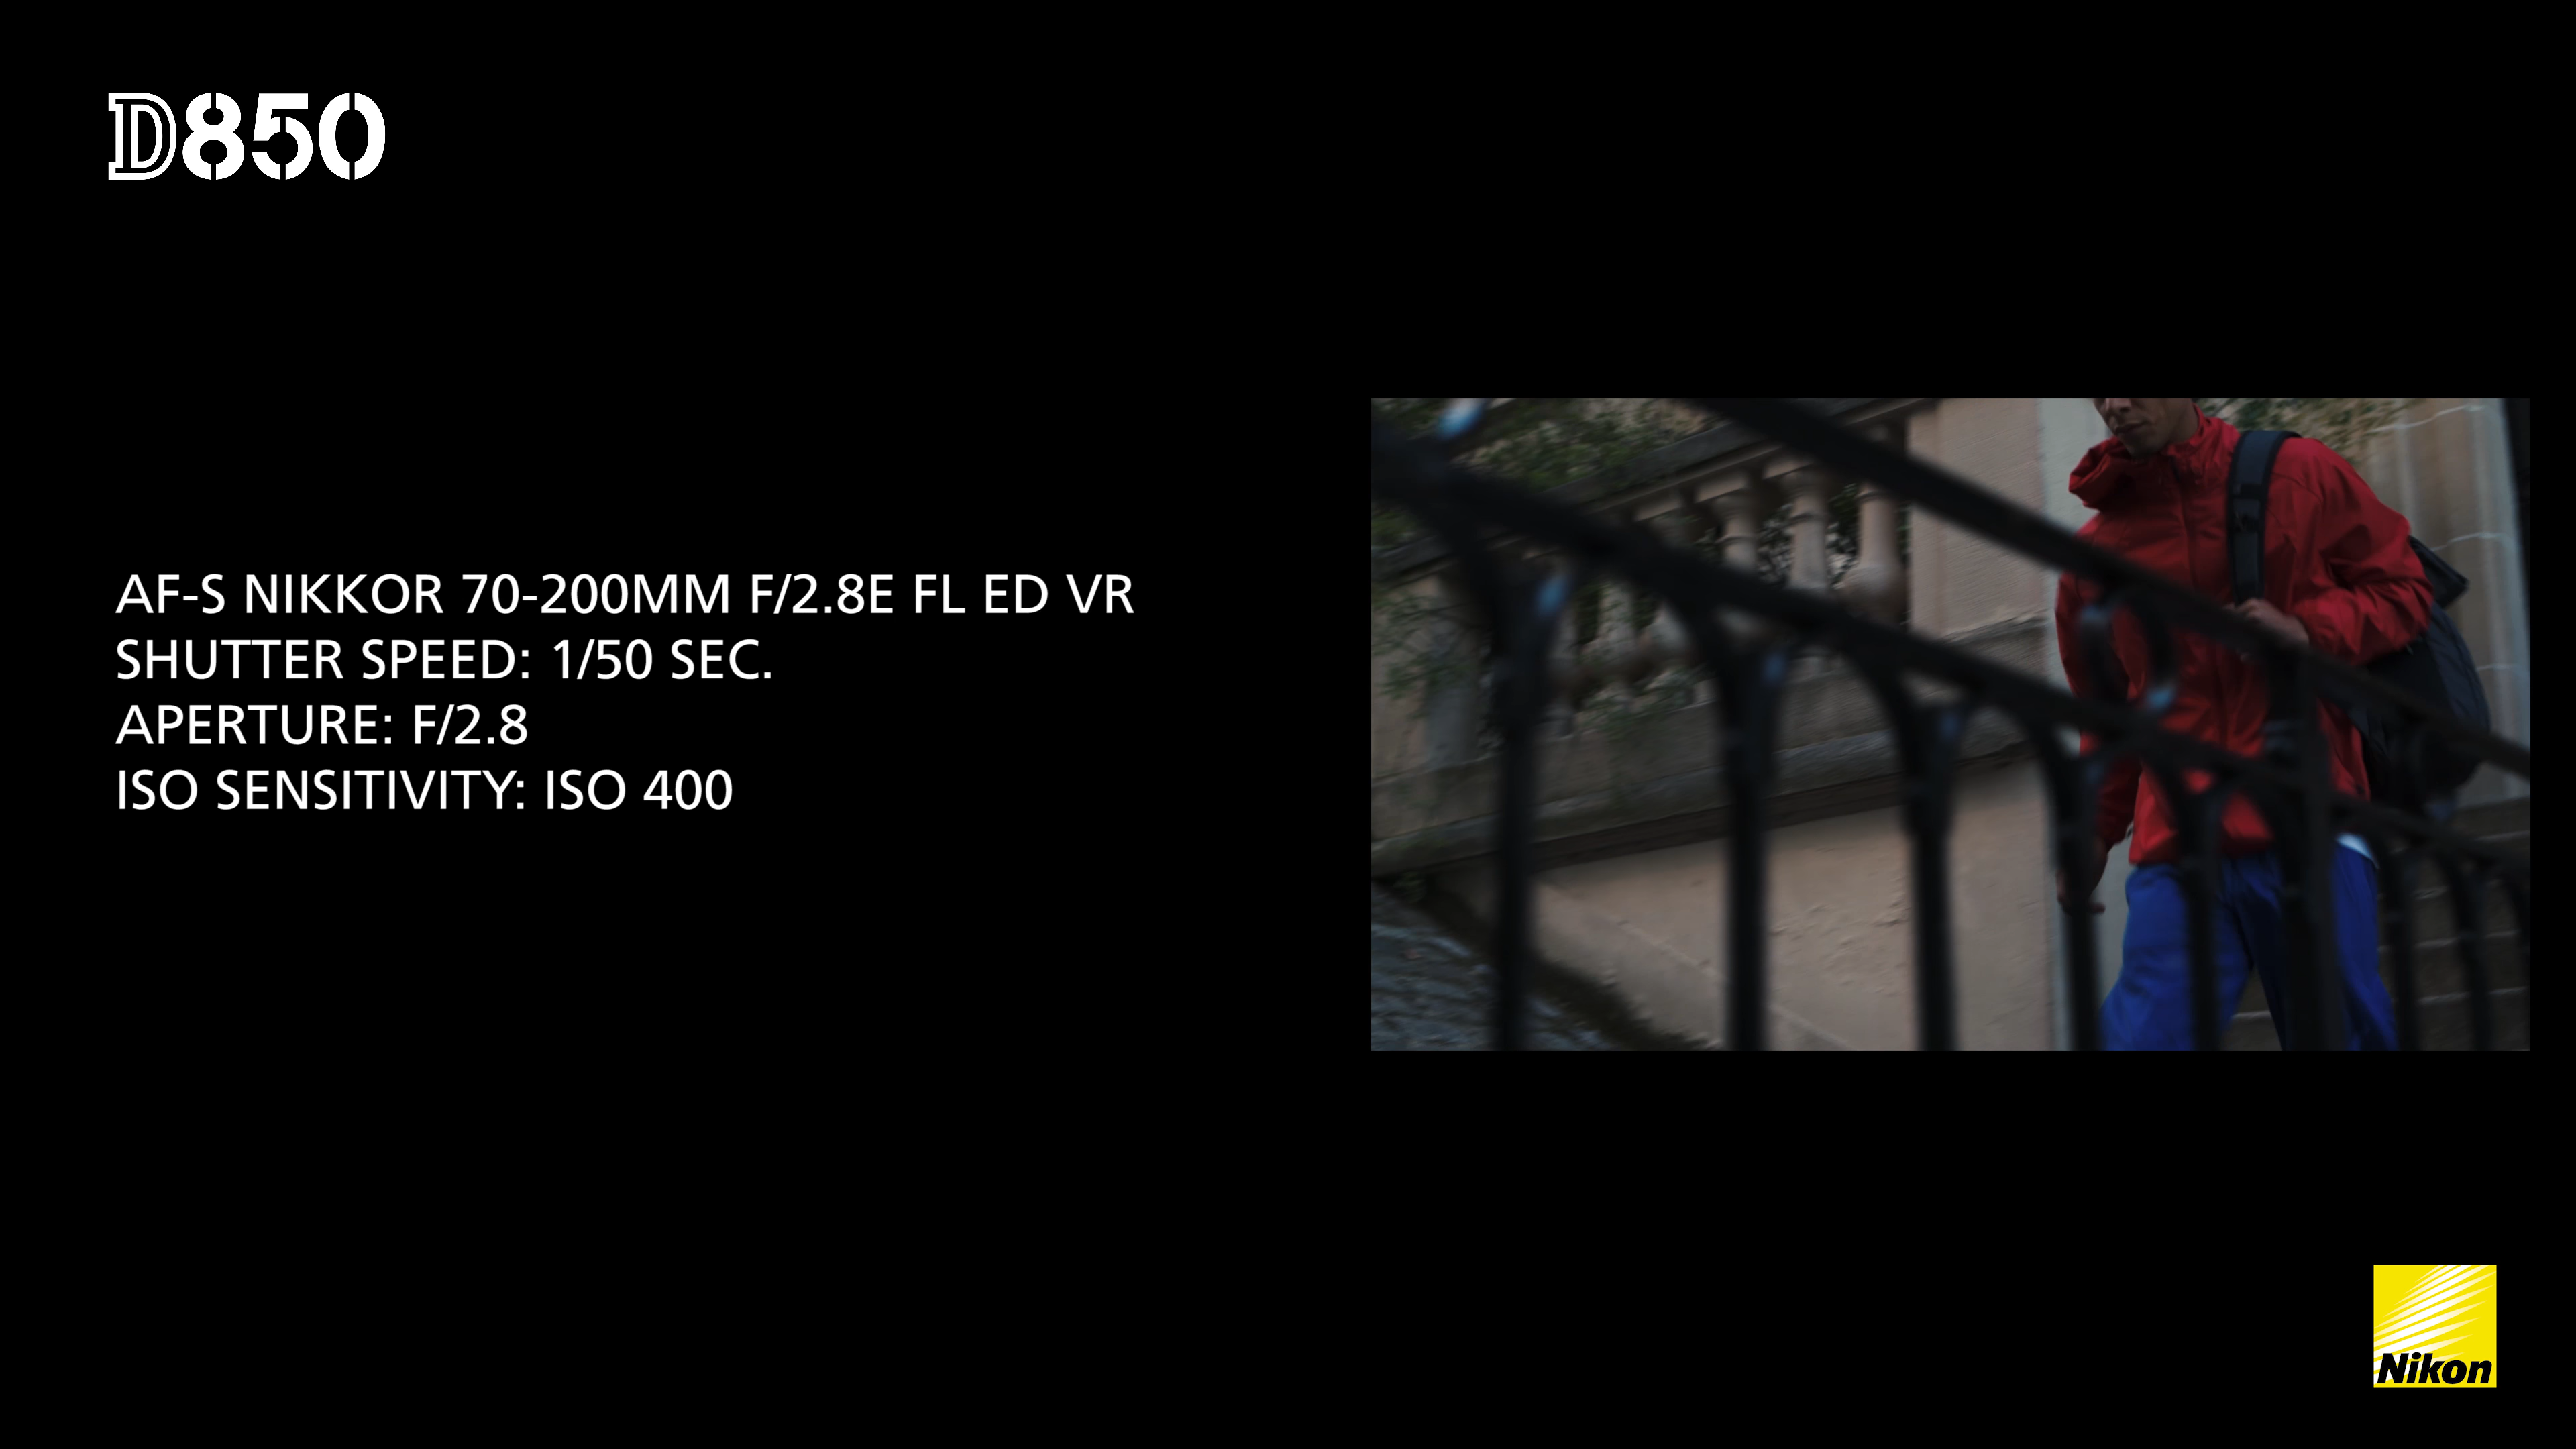 D850
AF-S NIKKOR 70-200MM F/2.8E FL ED VR
SHUTTER SPEED: 1/50 SEC.
APERTURE: F/2.8
ISO SENSITIVITY: ISO 400
Nikon